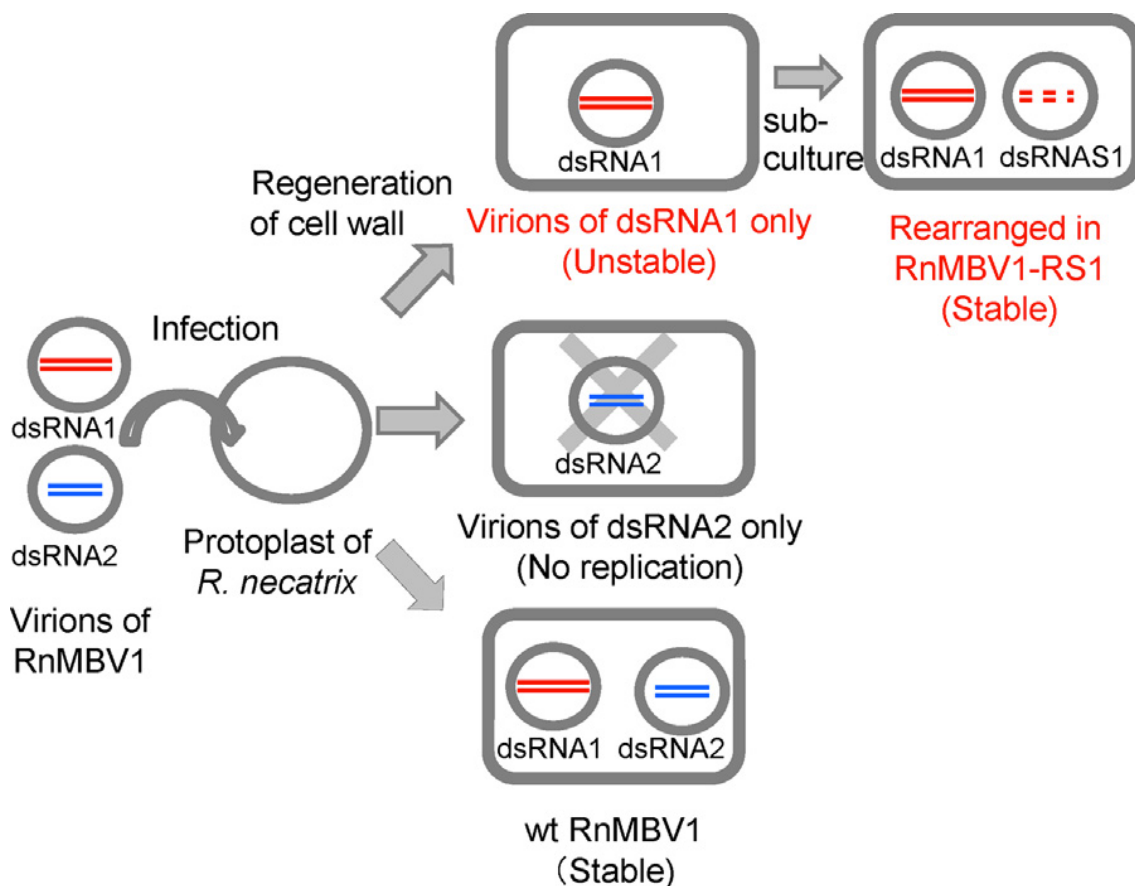 dsRNA1
sub-
culture
dsRNA1
dsRNAS1
Regeneration
of cell wall
Virions of dsRNA1 only
(Unstable)
Rearranged in
RnMBV1-RS1
(Stable)
Infection
dsRNA1
dsRNA2
Virions of
RnMBV1
Protoplast of
R. necatrix
dsRNA2
Virions of dsRNA2 only
(No replication)
dsRNA1
dsRNA2
wt RnMBV1
(Stable)